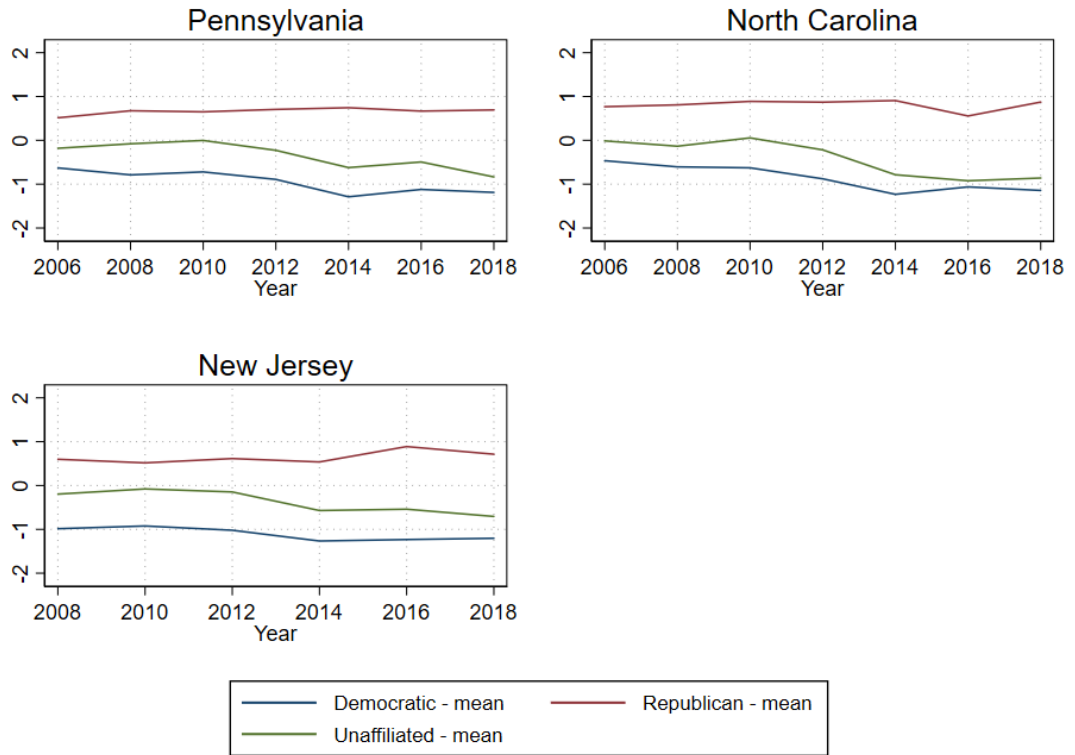 Pennsylvania
2
1
0
-1
-2
2006 2008 2010 2012 2014 2016 2018
Year
North Carolina
2
1
0
-1
-2
2006 2008 2010 2012 2014 2016 2018
Year
New Jersey
2
1
0
-1
-2
2008 2010 2012 2014 2016 2018
Year
Democratic - mean Republican - mean
Unaffiliated - mean